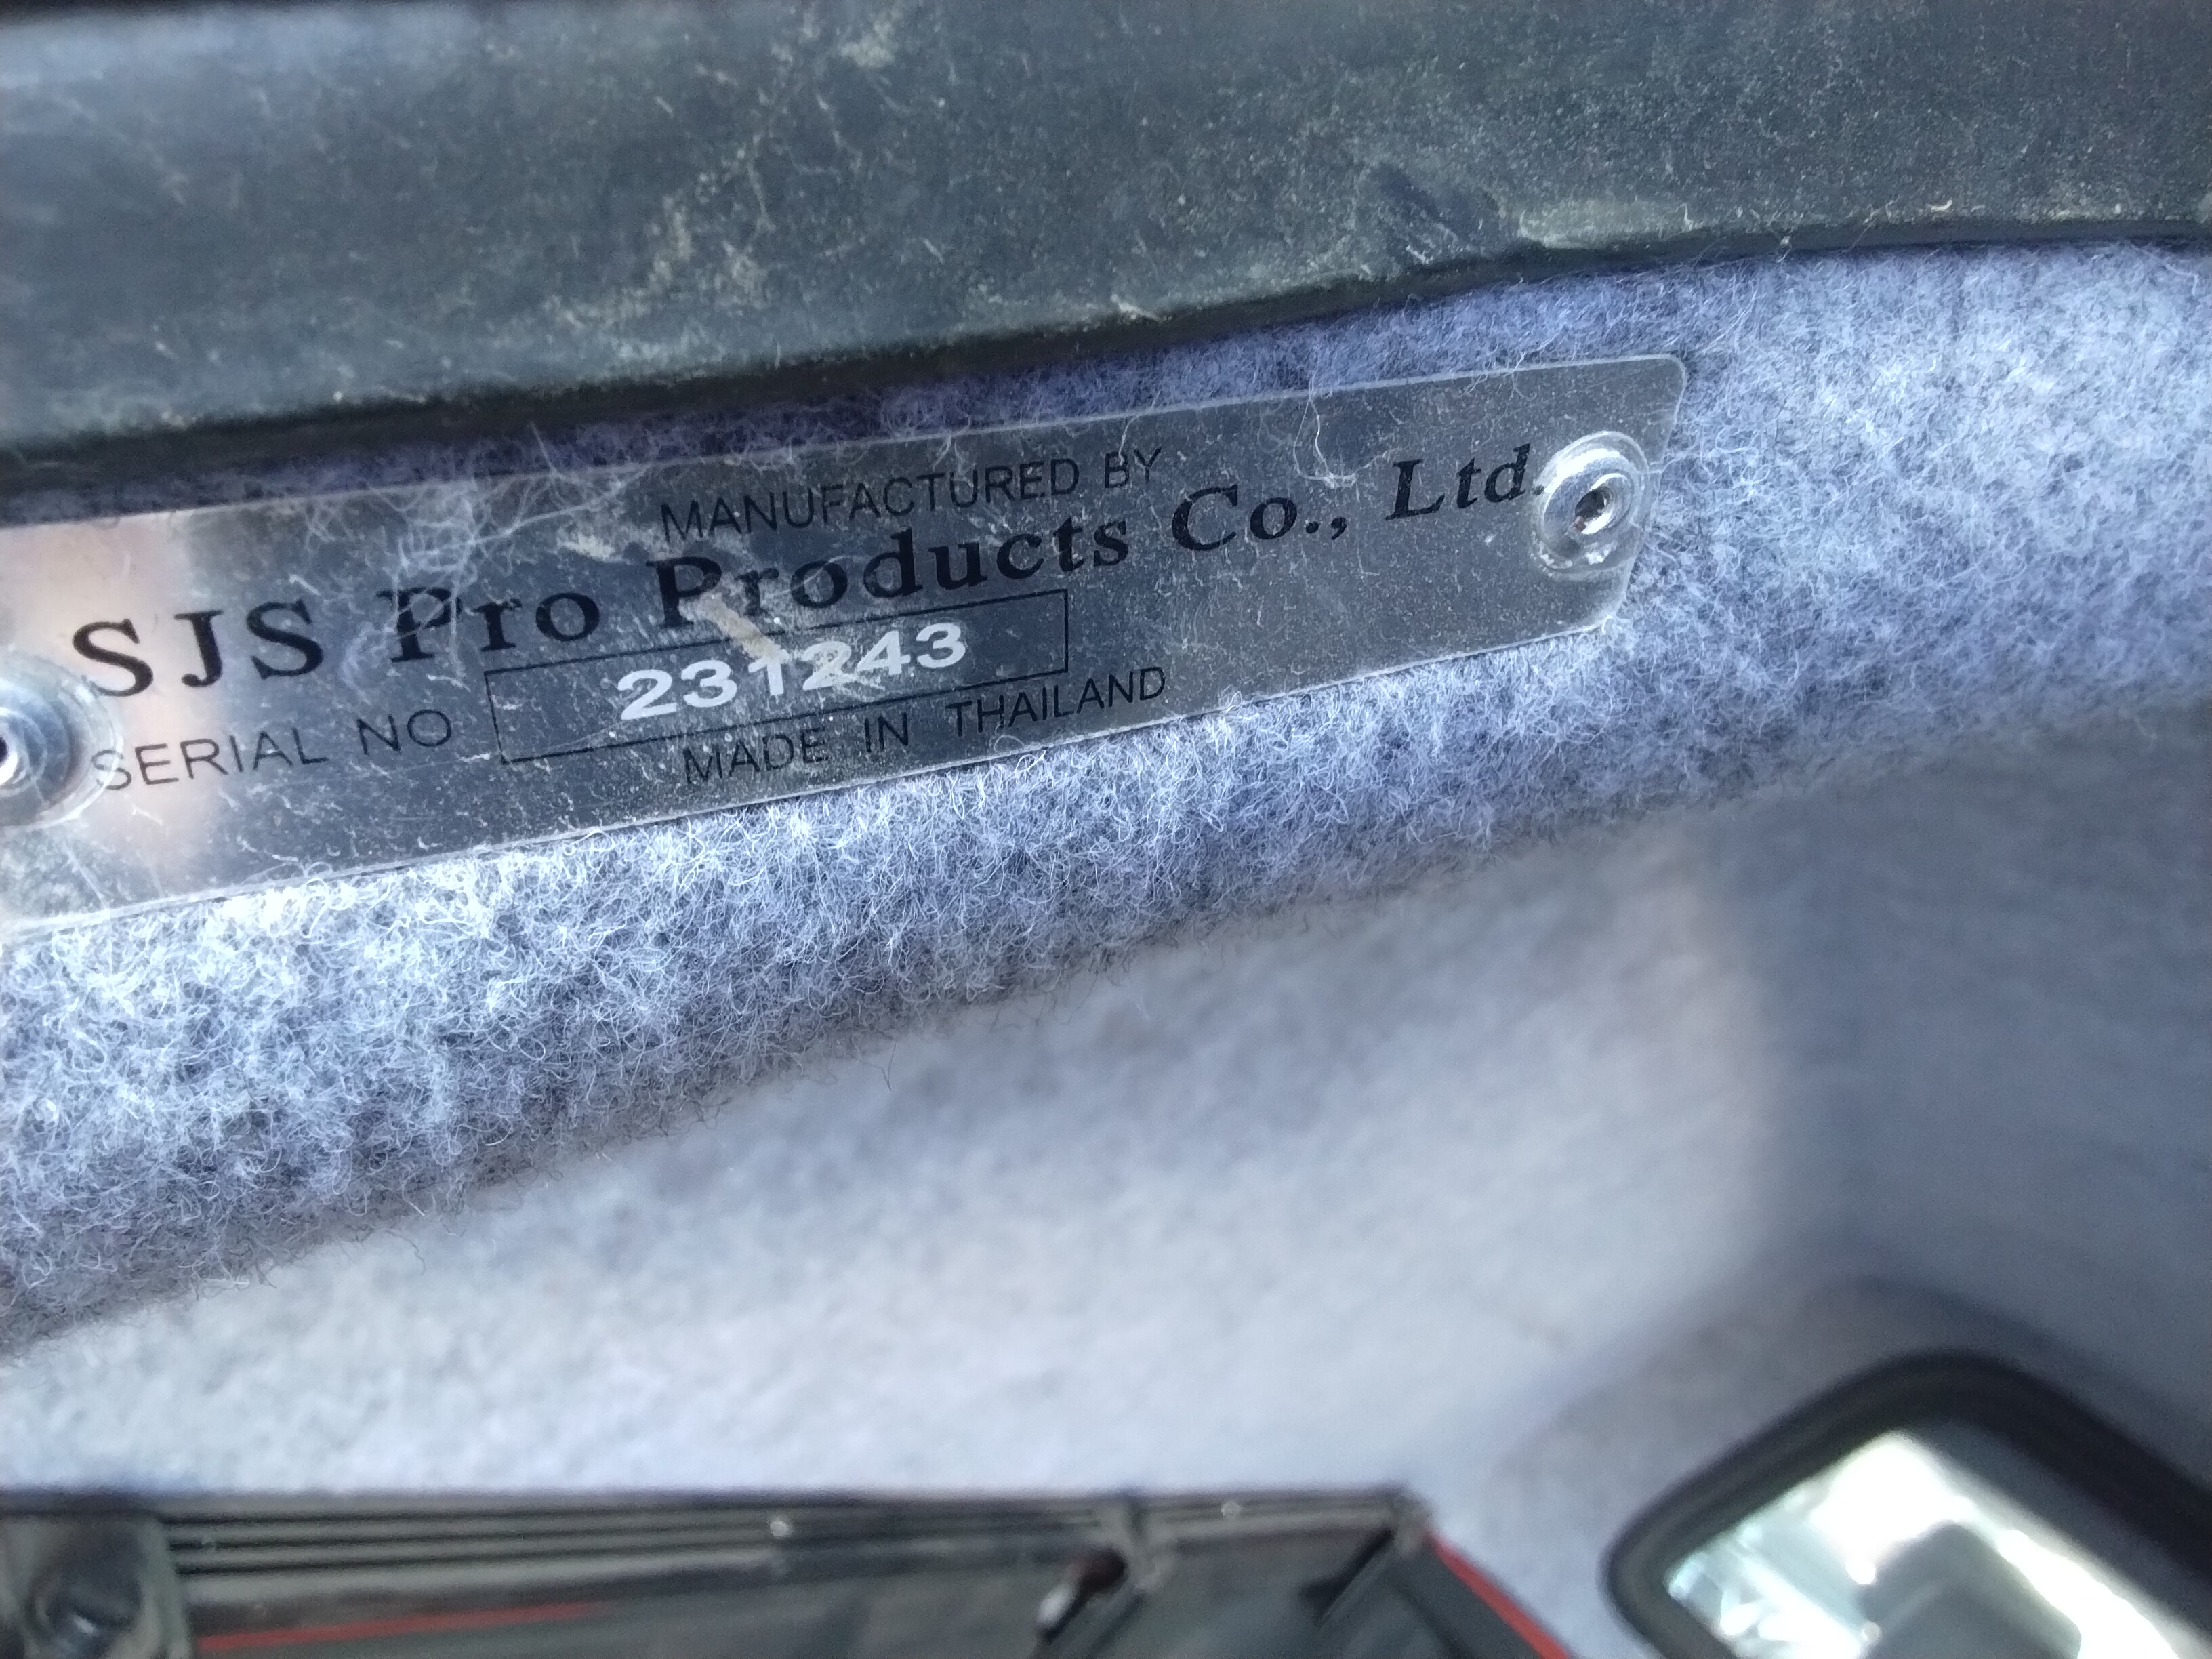 MANUFACTURED BY
SJS Pro Products Co., Ltd.
SERIAL NO 231243
MADE IN THAILAND